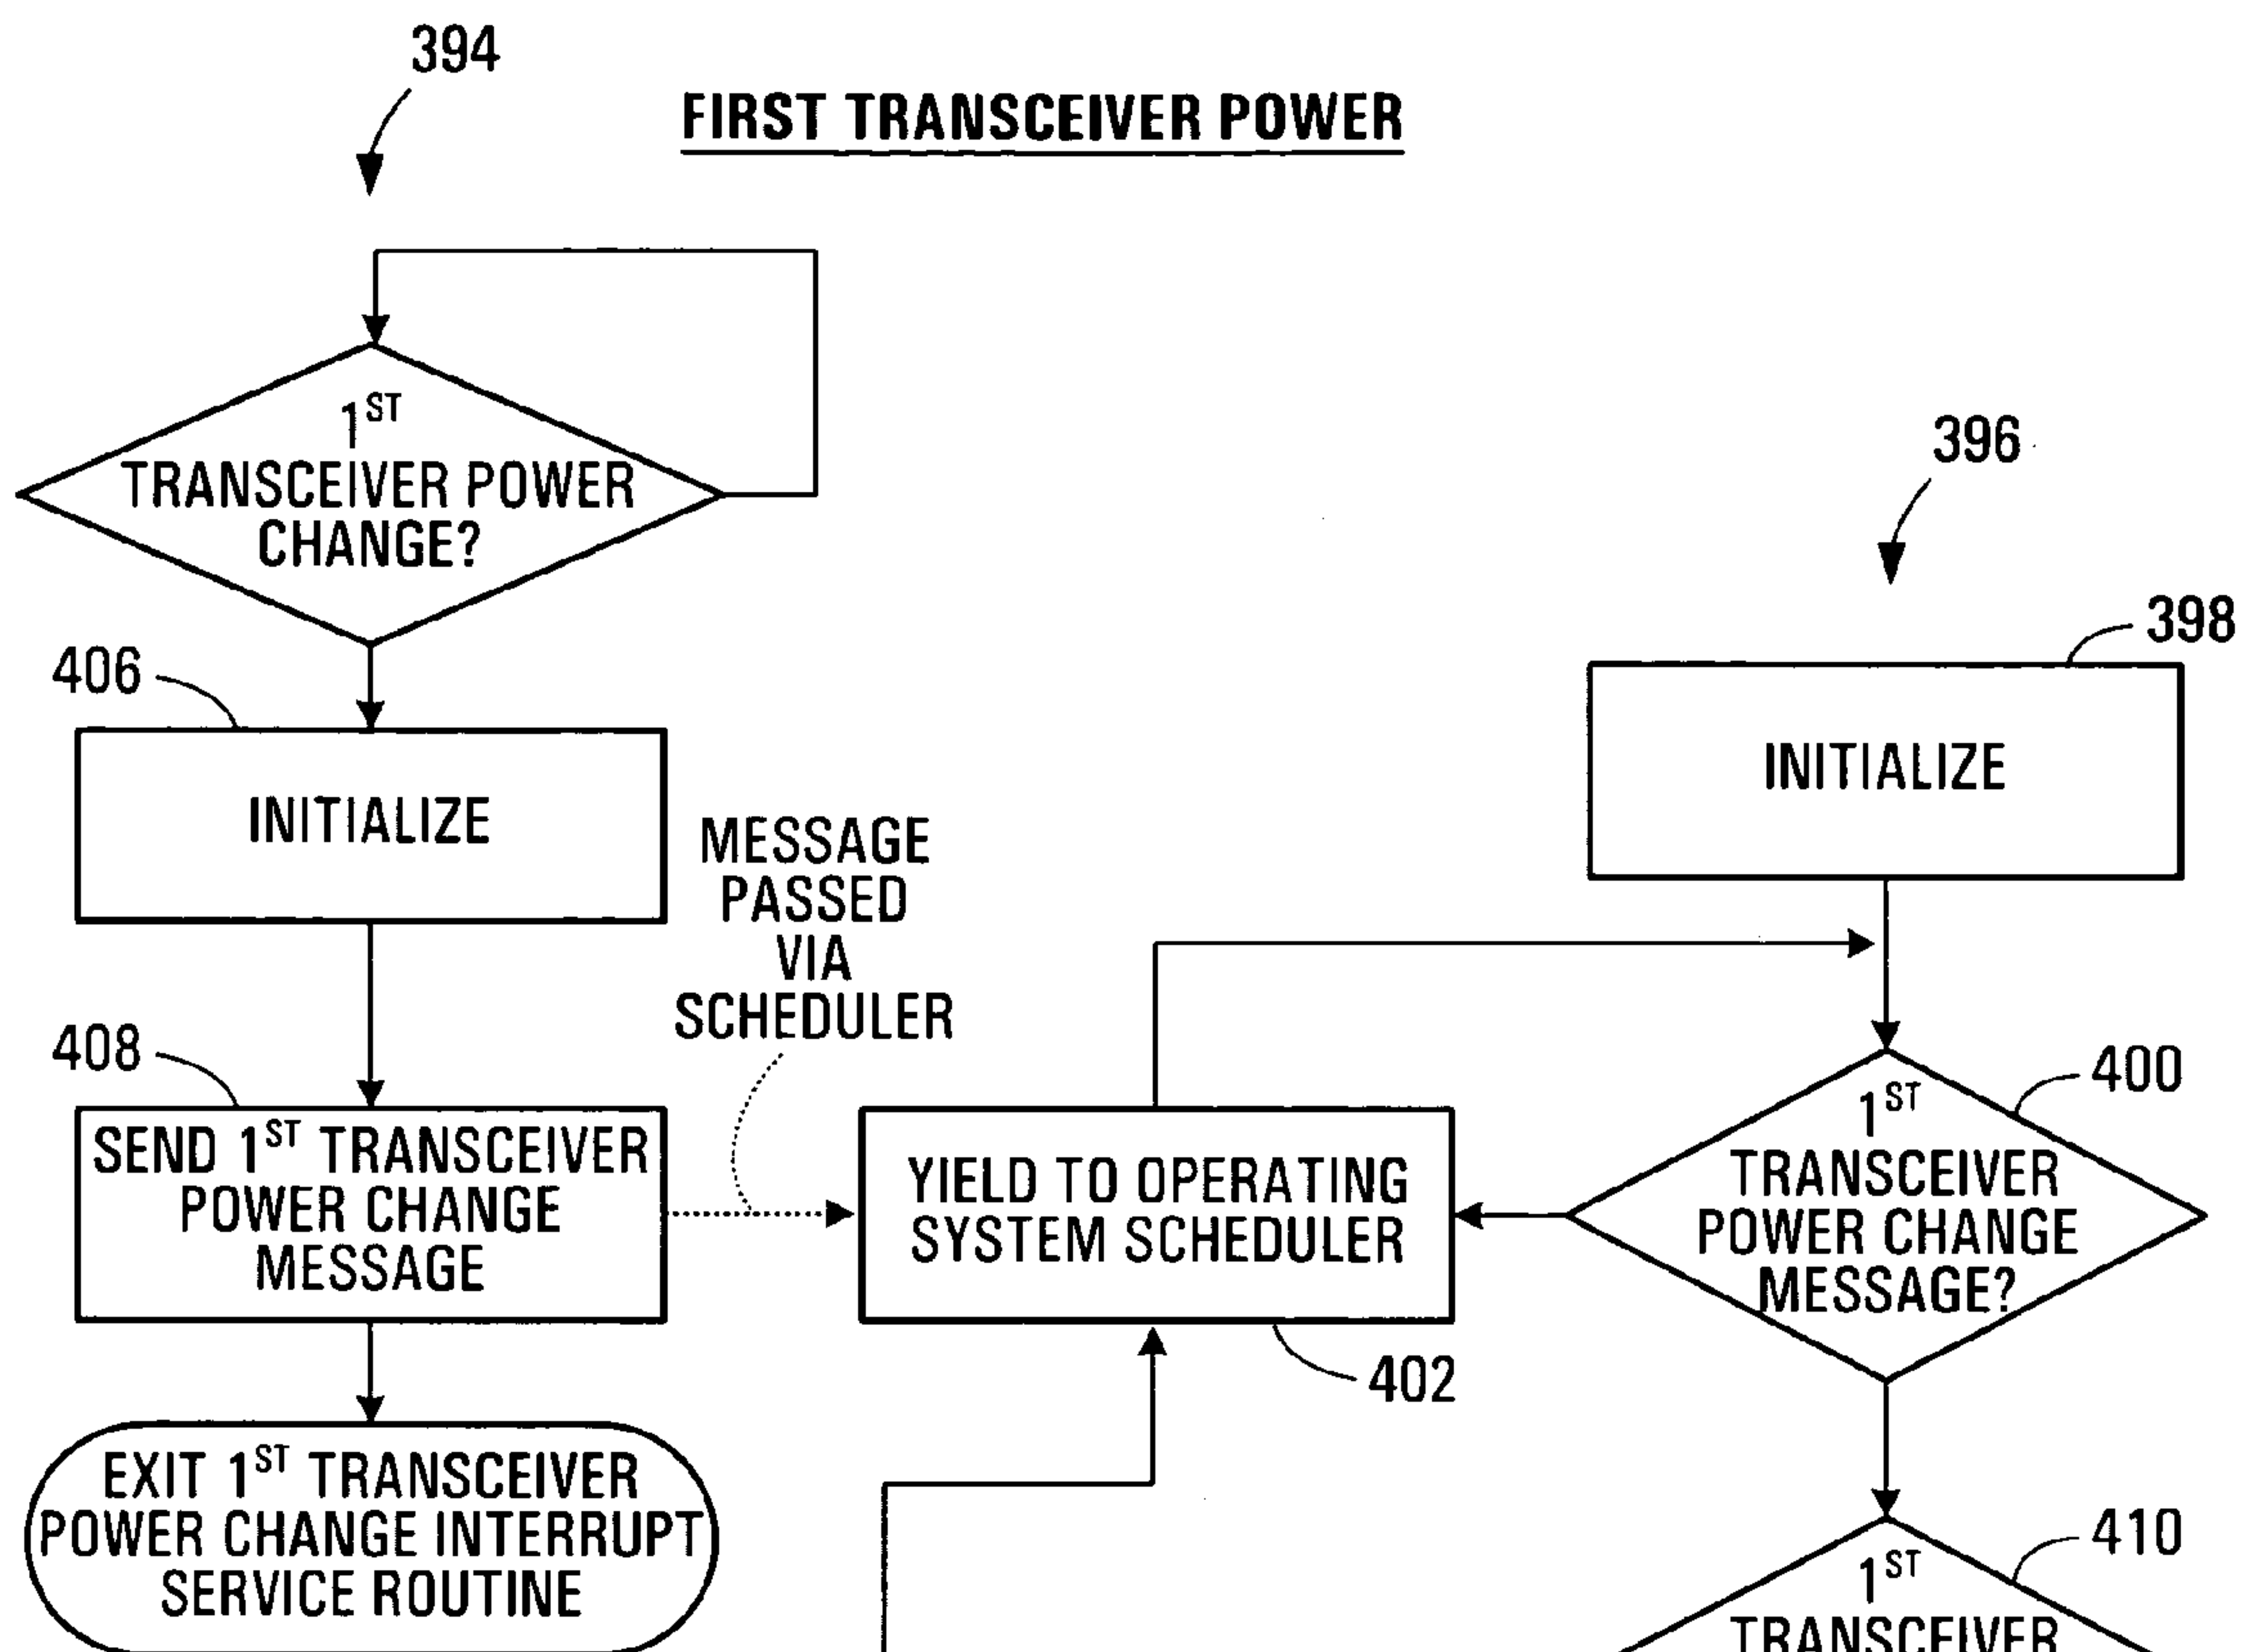 394
FIRST TRANSCEIVER POWER
1ST
TRANSCEIVER POWER
CHANGE?
396
398
406
INITIALIZE
INITIALIZE
MESSAGE
PASSED
VIA
SCHEDULER
408
SEND 1ST TRANSCEIVER
POWER CHANGE
MESSAGE
YIELD TO OPERATING
SYSTEM SCHEDULER
402
400
1ST
TRANSCEIVER
POWER CHANGE
MESSAGE?
EXIT 1ST TRANSCEIVER
POWER CHANGE INTERRUPT
SERVICE ROUTINE
410
1ST
TRANSCEIVER